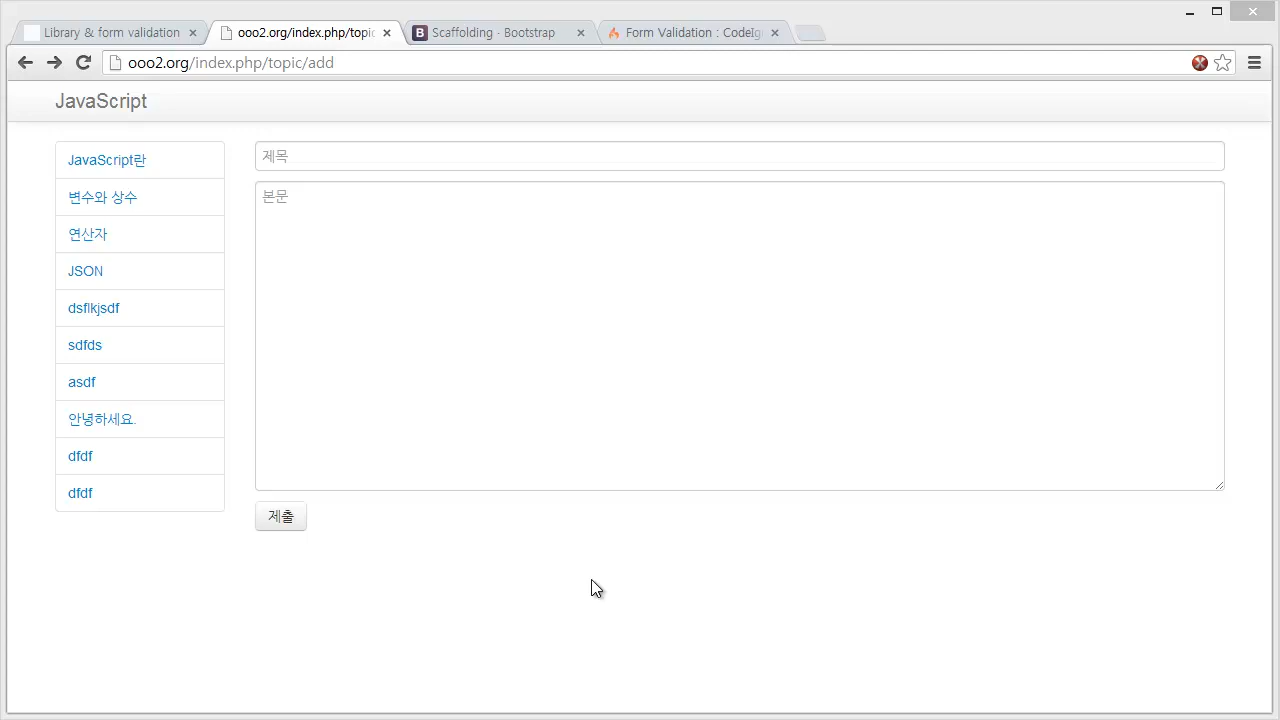 Library & form validation
ooo2.org/index.php/topic
Scaffolding · Bootstrap
Form Validation : CodeIg
ooo2.org/index.php/topic/add
JavaScript
JavaScript란
변수와 상수
연산자
JSON
dsflkjsdf
sdfds
asdf
안녕하세요.
dfdf
dfdf
제목
본문
제출